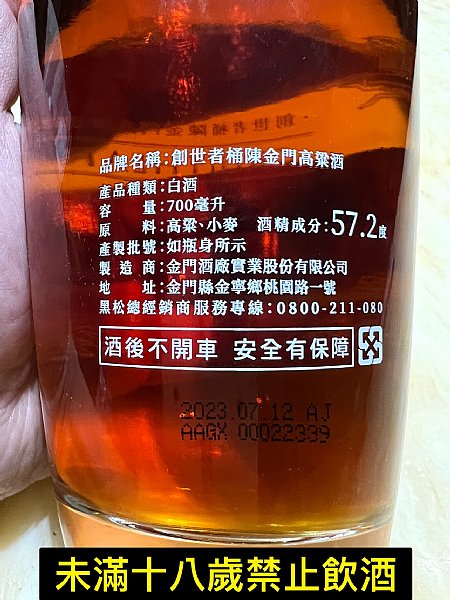 品牌名稱：創世者桶陳金門高粱酒
產品種類：白酒
容　　量：700毫升
原　　料：高粱、小麥　酒精成分：57.2度
產製批號：如瓶身所示
製 造 商：金門酒廠實業股份有限公司
地　　址：金門縣金寧鄉桃園路一號
黑松總經銷商服務專線：0800-211-080
酒後不開車 安全有保障
2023.07.12 AJ
AAGX 00022339
未滿十八歲禁止飲酒